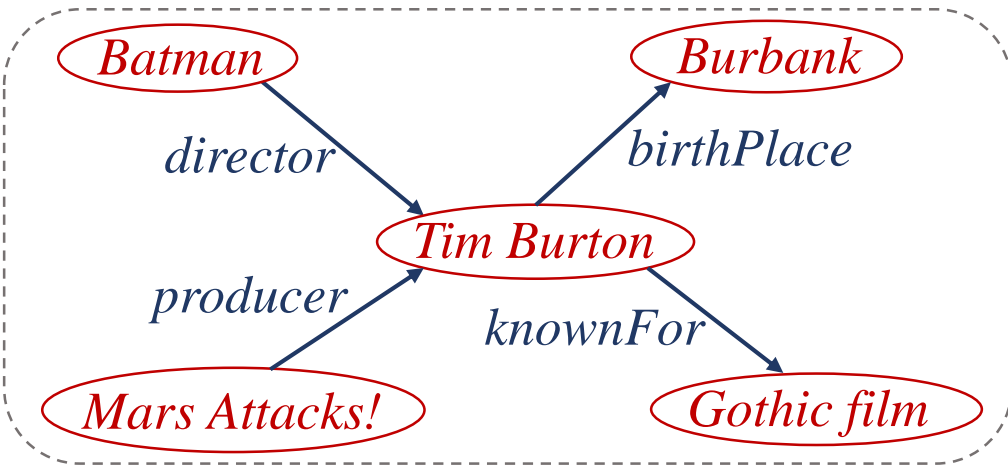 Batman
Burbank
director
birthPlace
Tim Burton
producer
knownFor
Mars Attacks!
Gothic film